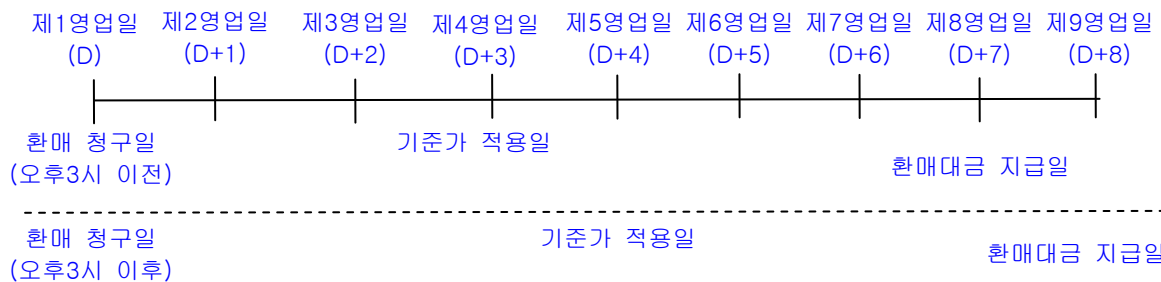 제1영업일 제2영업일 제3영업일 제4영업일 제5영업일 제6영업일 제7영업일 제8영업일 제9영업일
(D) (D+1) (D+2) (D+3) (D+4) (D+5) (D+6) (D+7) (D+8)
환매 청구일 기준가 적용일
(오후3시 이전) 환매대금 지급일
환매 청구일 기준가 적용일
(오후3시 이후) 환매대금 지급일